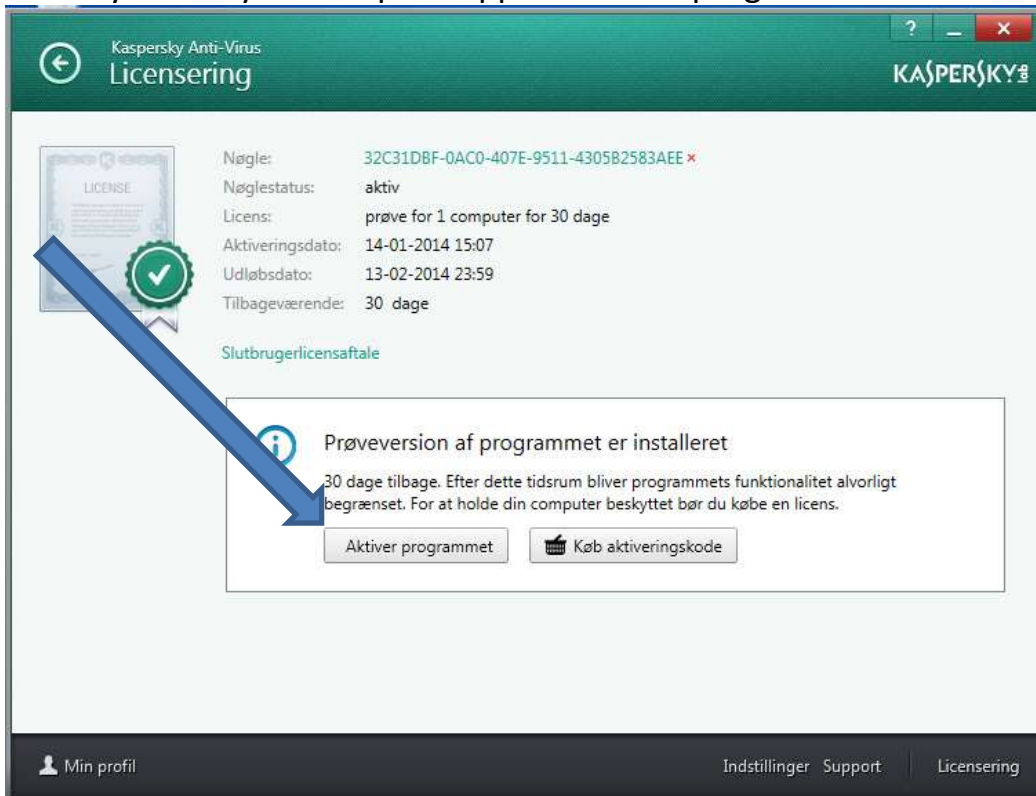 ? _ x
Kaspersky Anti-Virus
Licensering
KASPERSKY lab
LICENSE
Nøgle: 32C31DBF-0AC0-407E-9511-4305B2583AEE ×
Nøglestatus: aktiv
Licens: prøve for 1 computer for 30 dage
Aktiveringsdato: 14-01-2014 15:07
Udløbsdato: 13-02-2014 23:59
Tilbageværende: 30 dage
Slutbrugerlicensaftale
Prøveversion af programmet er installeret
30 dage tilbage. Efter dette tidsrum bliver programmets funktionalitet alvorligt
begrænset. For at holde din computer beskyttet bør du købe en licens.
Aktiver programmet Køb aktiveringskode
Min profil Indstillinger Support Licensering